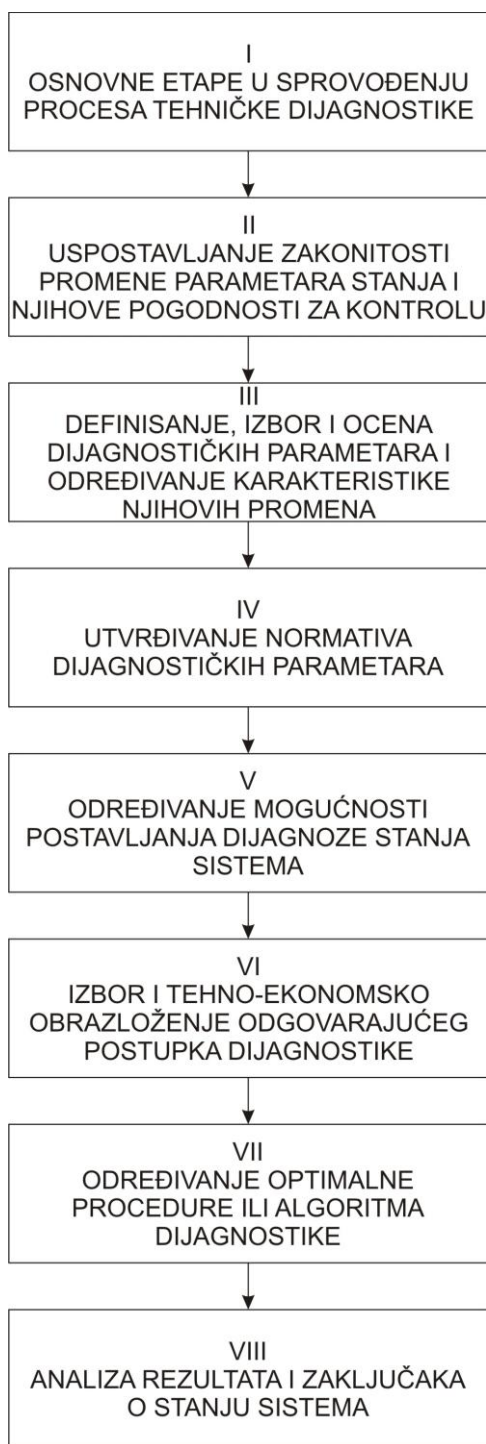 I
OSNOVNE ETAPE U SPROVOĐENJU
PROCESA TEHNIČKE DIJAGNOSTIKE
II
USPOSTAVLJANJE ZAKONITOSTI
PROMENE PARAMETARA STANJA I
NJIHOVE POGODNOSTI ZA KONTROLU
III
DEFINISANJE, IZBOR I OCENA
DIJAGNOSTIČKIH PARAMETARA I
ODREĐIVANJE KARAKTERISTIKE
NJIHOVIH PROMENA
IV
UTVRĐIVANJE NORMATIVA
DIJAGNOSTIČKIH PARAMETARA
V
ODREĐIVANJE MOGUĆNOSTI
POSTAVLJANJA DIJAGNOZE STANJA
SISTEMA
VI
IZBOR I TEHNO-EKONOMSKO
OBRAZLOŽENJE ODGOVARAJUĆEG
POSTUPKA DIJAGNOSTIKE
VII
ODREĐIVANJE OPTIMALNE
PROCEDURE ILI ALGORITMA
DIJAGNOSTIKE
VIII
ANALIZA REZULTATA I ZAKLJUČAKA
O STANJU SISTEMA